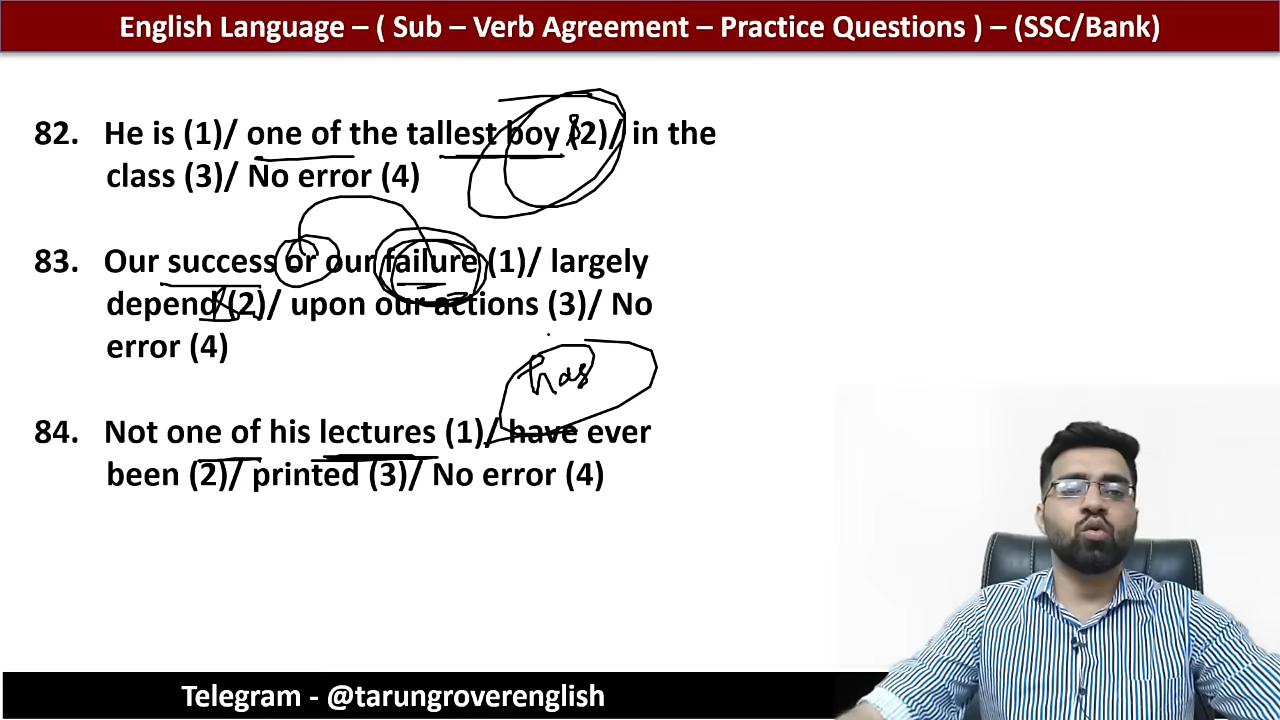 English Language – ( Sub – Verb Agreement – Practice Questions ) – (SSC/Bank)
82. He is (1)/ one of the tallest boy s (2)/ in the
class (3)/ No error (4)
83. Our success or our failure (1)/ largely
depend s (2)/ upon our actions (3)/ No
error (4)
has
84. Not one of his lectures (1)/ have ever
been (2)/ printed (3)/ No error (4)
Telegram - @tarungroverenglish